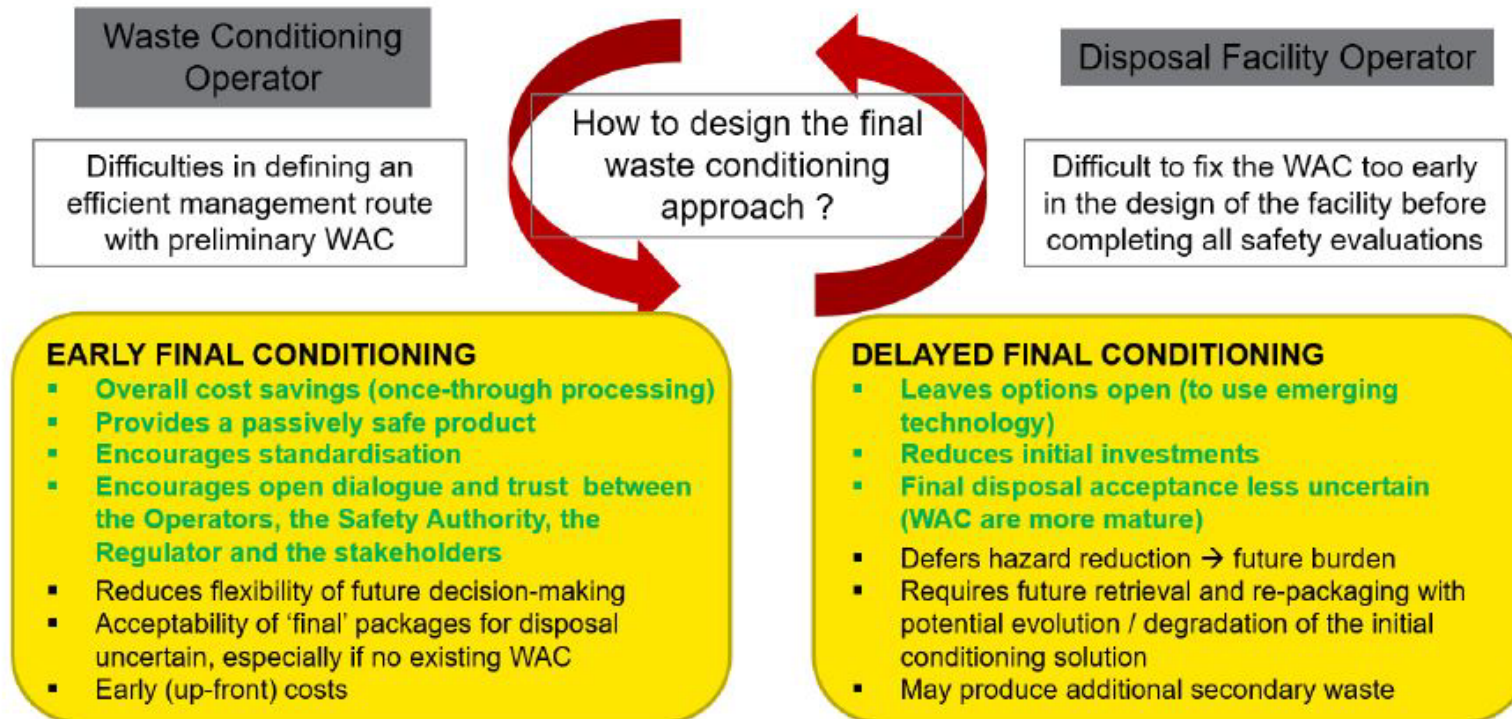 Waste Conditioning
Operator
Difficulties in defining an
efficient management route
with preliminary WAC
How to design the final
waste conditioning
approach ?
Disposal Facility Operator
Difficult to fix the WAC too early
in the design of the facility before
completing all safety evaluations
EARLY FINAL CONDITIONING
▪ Overall cost savings (once-through processing)
▪ Provides a passively safe product
▪ Encourages standardisation
▪ Encourages open dialogue and trust between
the Operators, the Safety Authority, the
Regulator and the stakeholders
▪ Reduces flexibility of future decision-making
▪ Acceptability of ‘final’ packages for disposal
uncertain, especially if no existing WAC
▪ Early (up-front) costs
DELAYED FINAL CONDITIONING
▪ Leaves options open (to use emerging
technology)
▪ Reduces initial investments
▪ Final disposal acceptance less uncertain
(WAC are more mature)
▪ Defers hazard reduction → future burden
▪ Requires future retrieval and re-packaging with
potential evolution / degradation of the initial
conditioning solution
▪ May produce additional secondary waste